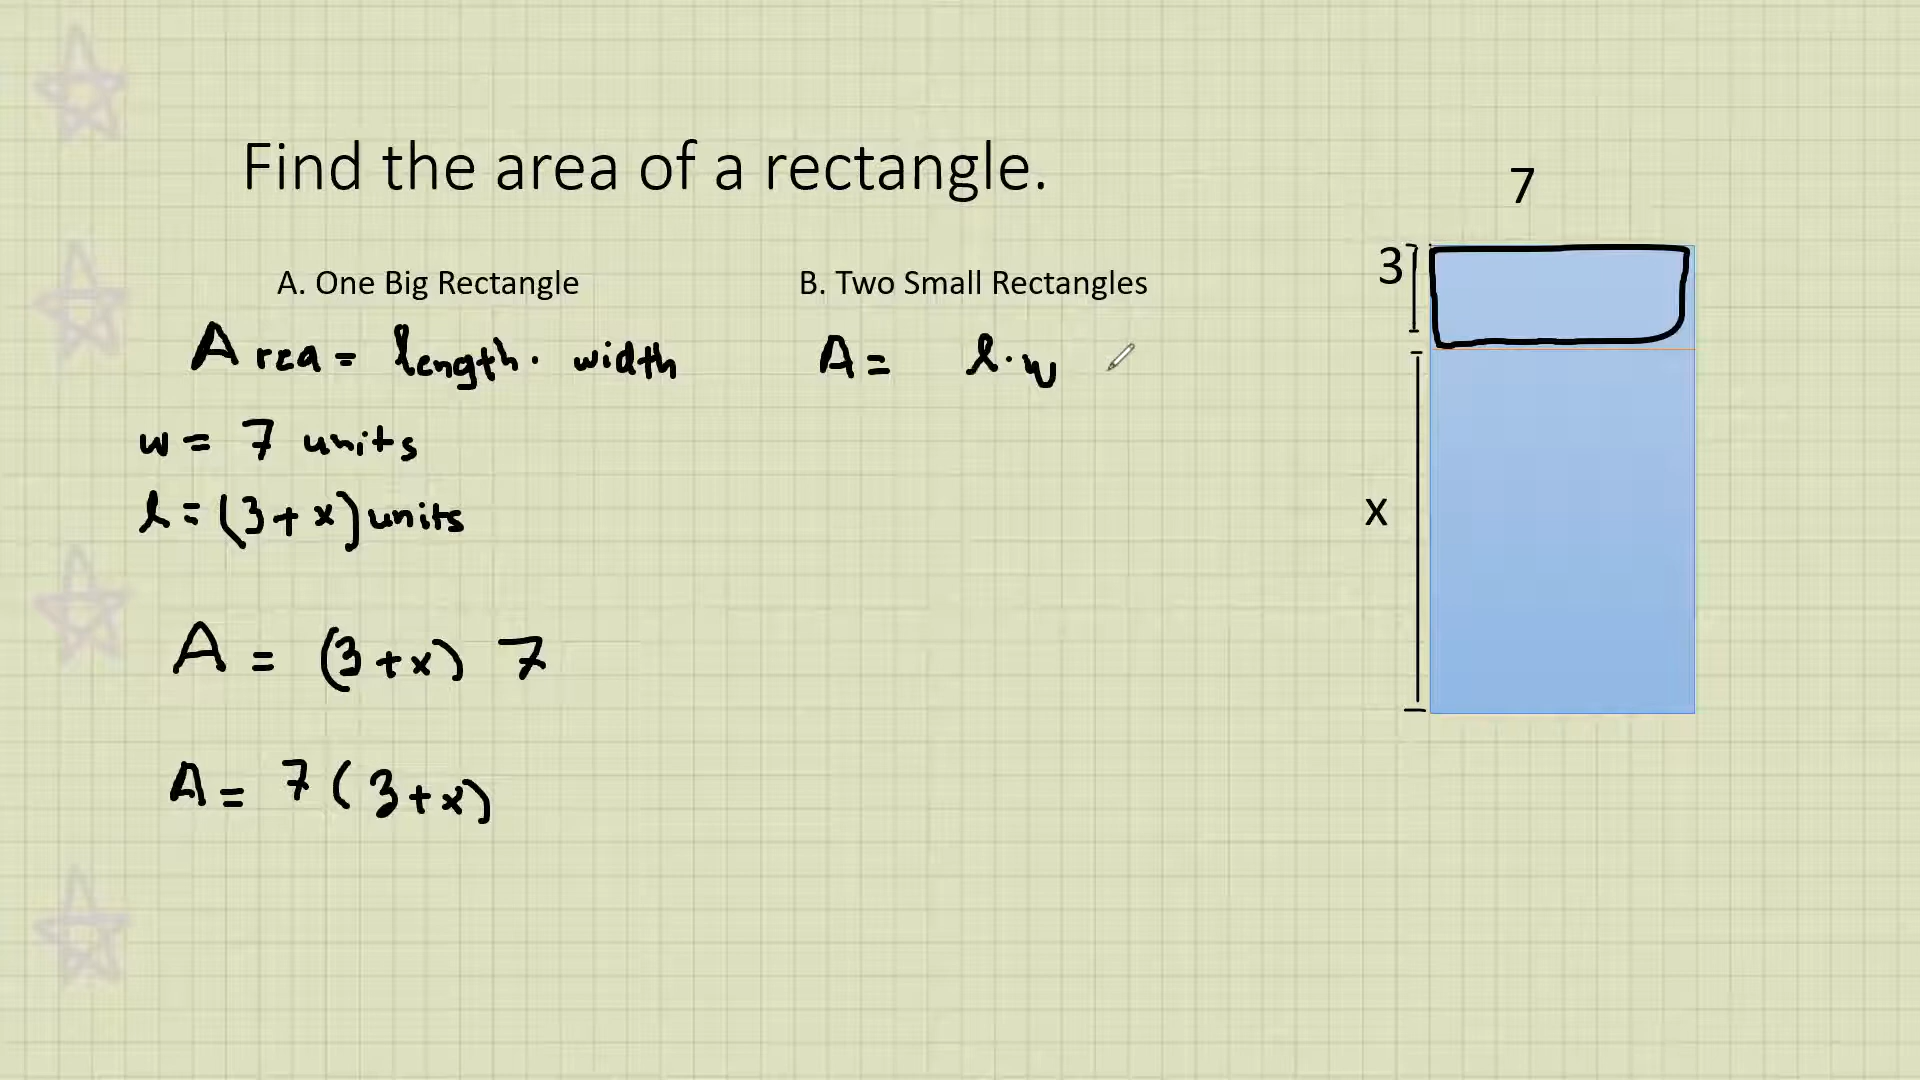 Find the area of a rectangle.
A. One Big Rectangle
Area = length · width
w = 7 units
l = (3 + x) units
A = (3 + x) 7
A = 7 (3 + x)
B. Two Small Rectangles
A = l · w
7
3
x